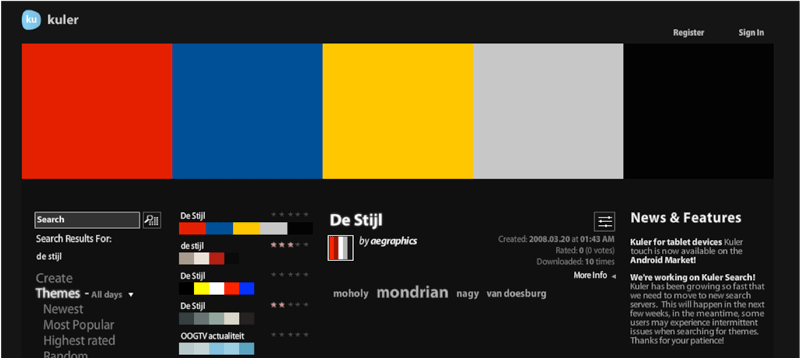 ku kuler
Register Sign In
Search
Search Results For:
de stijl
Create
Themes - All days
Newest
Most Popular
Highest rated
Random
De Stijl
de stijl
De Stijl
De Stijl
OOGTV actualiteit
De Stijl
by aegraphics
Created: 2008.03.20 at 01:43 AM
Rated: 0 (0 votes)
Downloaded: 10 times
More Info
moholy mondrian nagy van doesburg
News & Features
Kuler for tablet devices Kuler
touch is now available on the
Android Market!
We're working on Kuler Search!
Kuler has been growing so fast that
we need to move to new search
servers. This will happen in the next
few weeks, in the meantime, some
users may experience intermittent
issues when searching for themes.
Thanks for your patience!